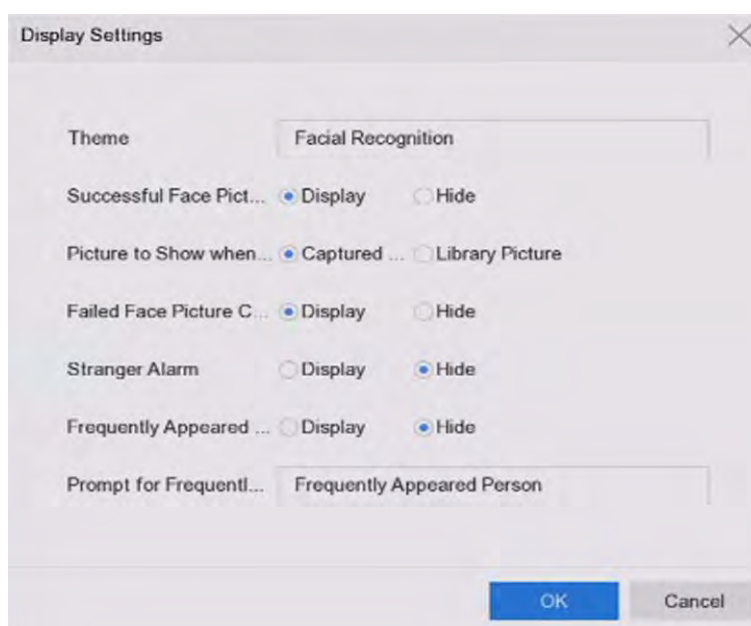 Display Settings
Theme Facial Recognition
Successful Face Pict... Display Hide
Picture to Show when... Captured ... Library Picture
Failed Face Picture C... Display Hide
Stranger Alarm Display Hide
Frequently Appeared ... Display Hide
Prompt for Frequentl... Frequently Appeared Person
OK Cancel